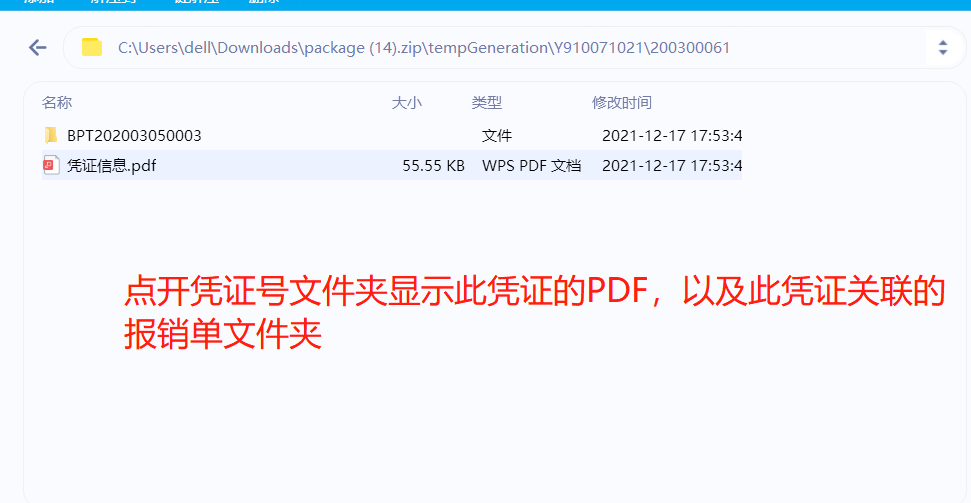 C:\Users\dell\Downloads\package (14).zip\tempGeneration\Y910071021\200300061
名称 大小 类型 修改时间
BPT202003050003 文件 2021-12-17 17:53:4
凭证信息.pdf 55.55 KB WPS PDF 文档 2021-12-17 17:53:4
点开凭证号文件夹显示此凭证的PDF，以及此凭证关联的
报销单文件夹